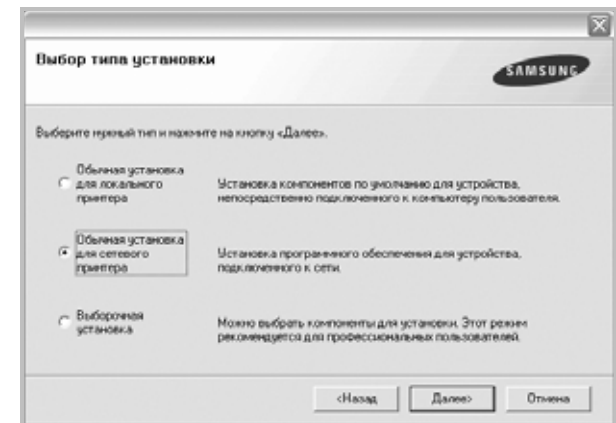 Выбор типа установки
SAMSUNG
Выберите нужный тип и нажмите на кнопку «Далее».
Обычная установка
для локального
принтера
Установка компонентов по умолчанию для устройства,
непосредственно подключенного к компьютеру пользователя.
Обычная установка
для сетевого
принтера
Установка программного обеспечения для устройства,
подключенного к сети.
Выборочная
установка
Можно выбрать компоненты для установки. Этот режим
рекомендуется для профессиональных пользователей.
<Назад Далее> Отмена